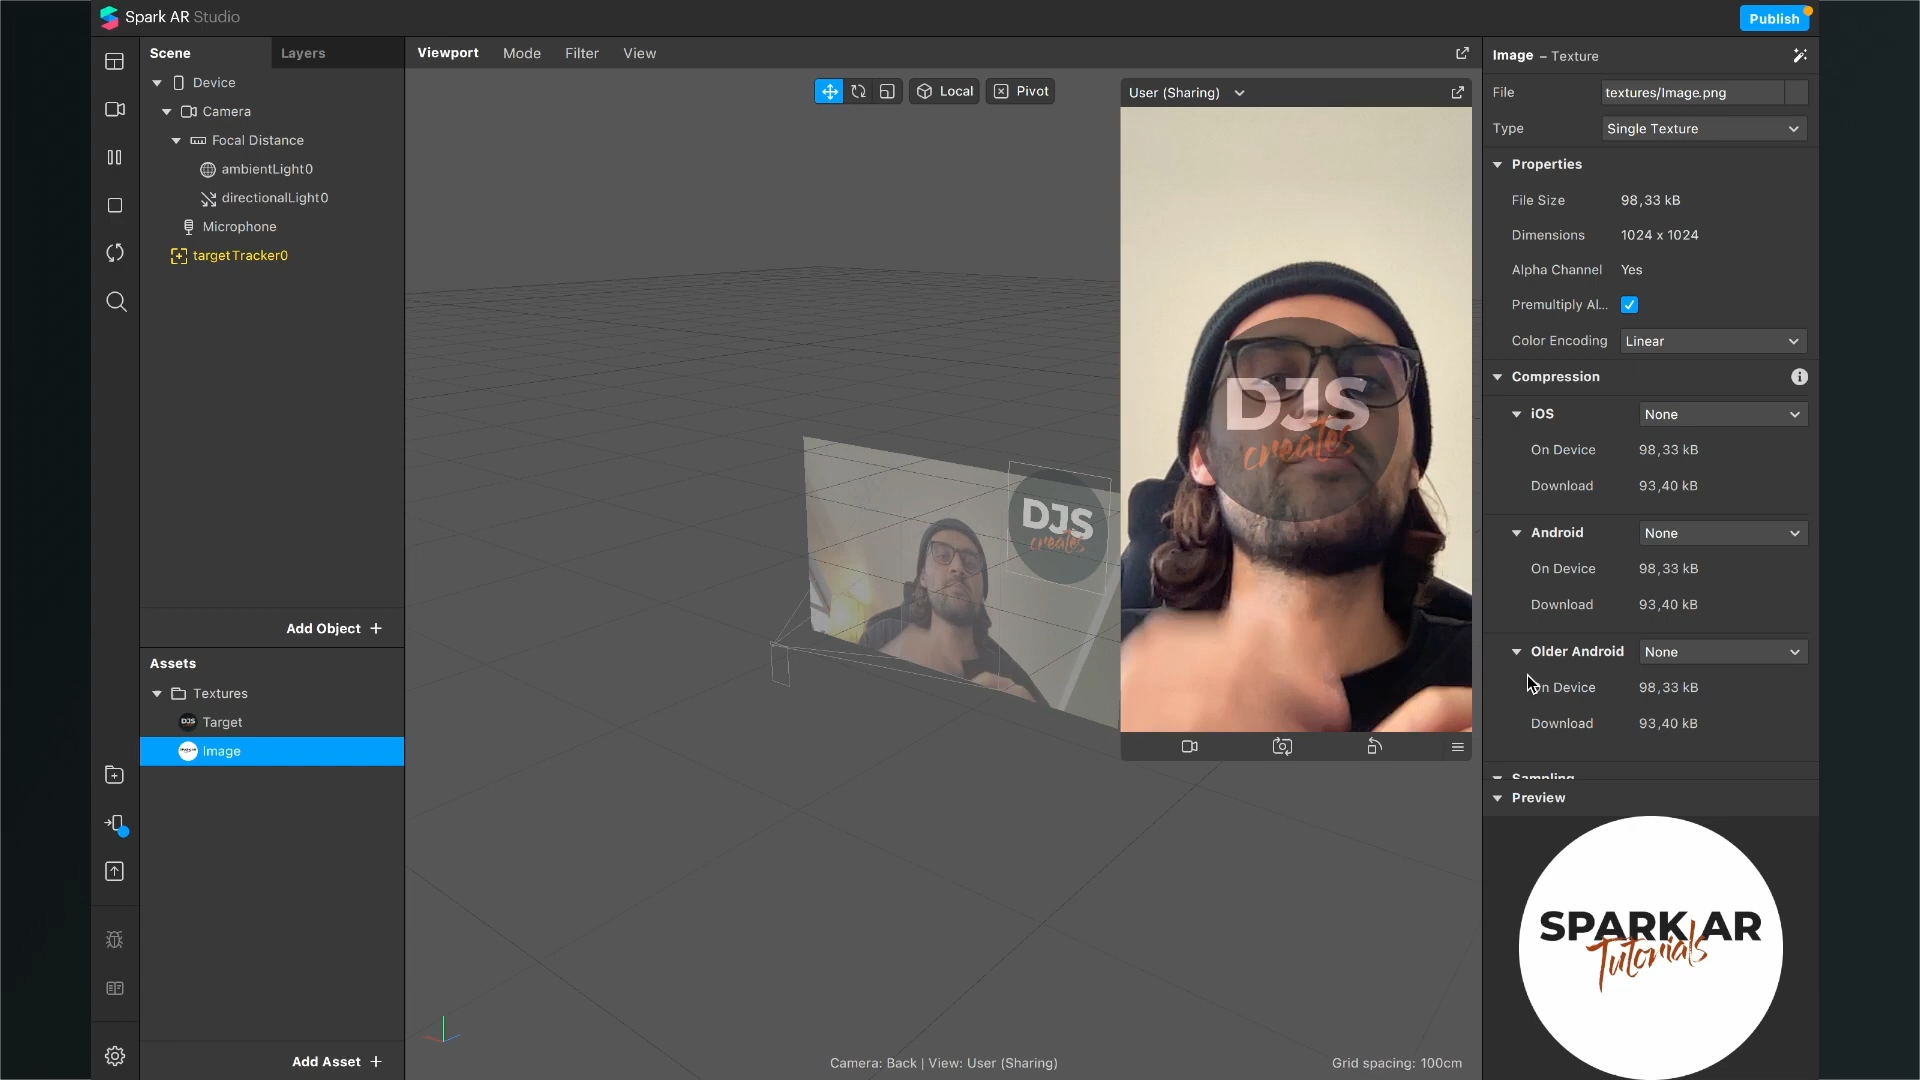 Spark AR Studio
Publish
Scene
Layers
Device
Camera
Focal Distance
ambientLight0
directionalLight0
Microphone
targetTracker0
Add Object +
Assets
Textures
Target
Image
Add Asset +
Viewport
Mode
Filter
View
Local
Pivot
User (Sharing)
DJS
creates
DJS
creates
Camera: Back | View: User (Sharing)
Grid spacing: 100cm
Image – Texture
File textures/Image.png
Type Single Texture
Properties
File Size 98,33 kB
Dimensions 1024 x 1024
Alpha Channel Yes
Premultiply Al...
Color Encoding Linear
Compression
iOS None
On Device 98,33 kB
Download 93,40 kB
Android None
On Device 98,33 kB
Download 93,40 kB
Older Android None
On Device 98,33 kB
Download 93,40 kB
Sampling
Preview
SPARK AR
Tutorials